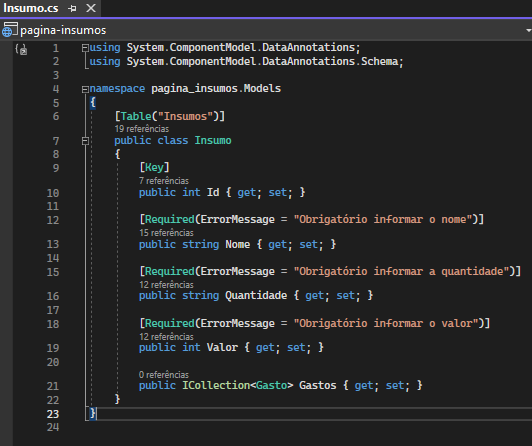 Insumo.cs
pagina-insumos
1 using System.ComponentModel.DataAnnotations;
2 using System.ComponentModel.DataAnnotations.Schema;
3
4 namespace pagina_insumos.Models
5 {
6 [Table("Insumos")]
19 referências
7 public class Insumo
8 {
9 [Key]
7 referências
10 public int Id { get; set; }
11
12 [Required(ErrorMessage = "Obrigatório informar o nome")]
15 referências
13 public string Nome { get; set; }
14
15 [Required(ErrorMessage = "Obrigatório informar a quantidade")]
12 referências
16 public string Quantidade { get; set; }
17
18 [Required(ErrorMessage = "Obrigatório informar o valor")]
12 referências
19 public int Valor { get; set; }
20
0 referências
21 public ICollection<Gasto> Gastos { get; set; }
22 }
23 }
24